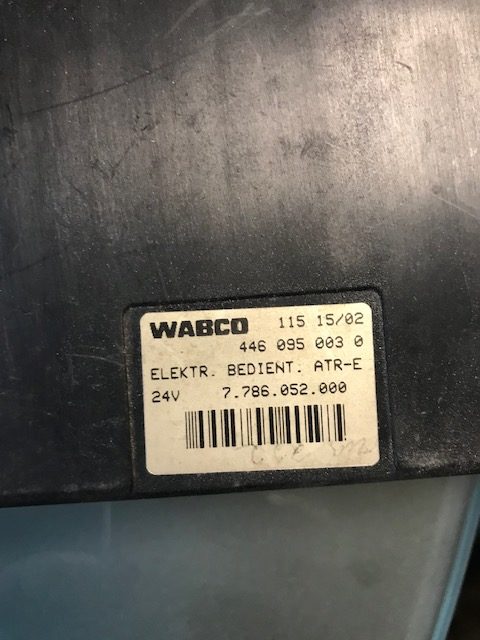 WABCO 115 15/02
446 095 003 0
ELEKTR. BEDIENT. ATR-E
24V 7.786.052.000